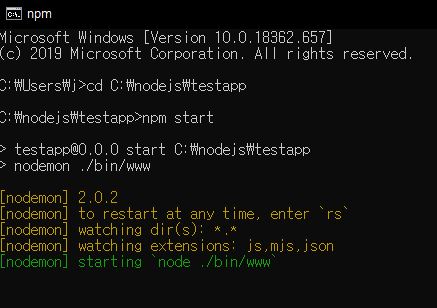 npm
Microsoft Windows [Version 10.0.18362.657]
(c) 2019 Microsoft Corporation. All rights reserved.
C:₩Users₩j>cd C:₩nodejs₩testapp
C:₩nodejs₩testapp>npm start
> testapp@0.0.0 start C:₩nodejs₩testapp
> nodemon ./bin/www
[nodemon] 2.0.2
[nodemon] to restart at any time, enter `rs`
[nodemon] watching dir(s): *.*
[nodemon] watching extensions: js,mjs,json
[nodemon] starting `node ./bin/www`